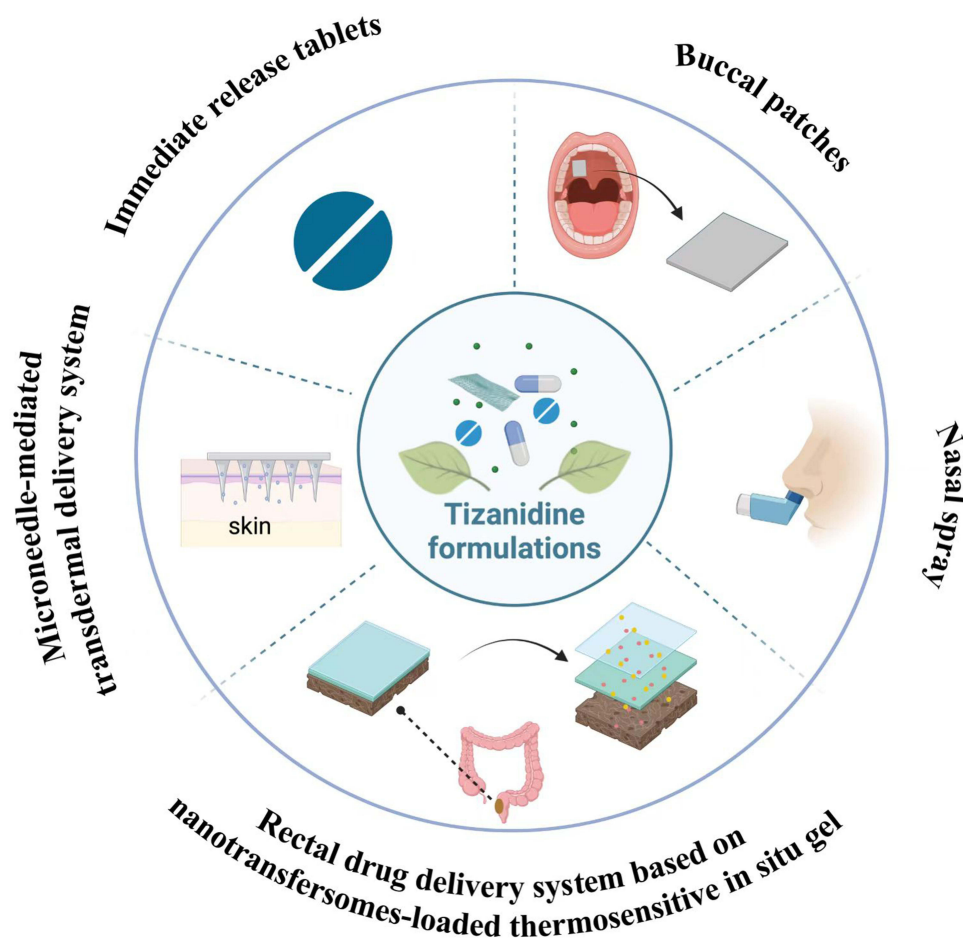 Immediate release tablets
Buccal patches
Microneedle-mediated
transdermal delivery system
Nasal spray
skin
Tizanidine
formulations
Rectal drug delivery system based on
nanotransfersomes-loaded thermosensitive in situ gel